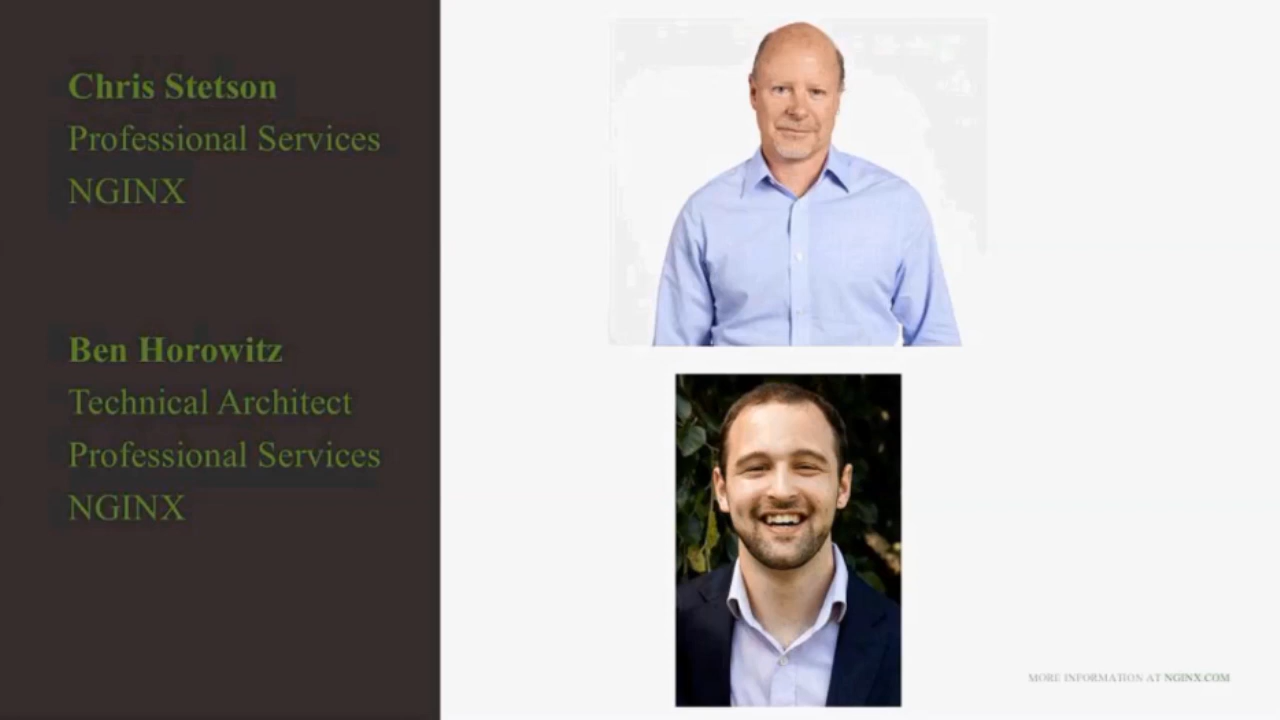 Chris Stetson
Professional Services
NGINX
Ben Horowitz
Technical Architect
Professional Services
NGINX
MORE INFORMATION AT NGINX.COM